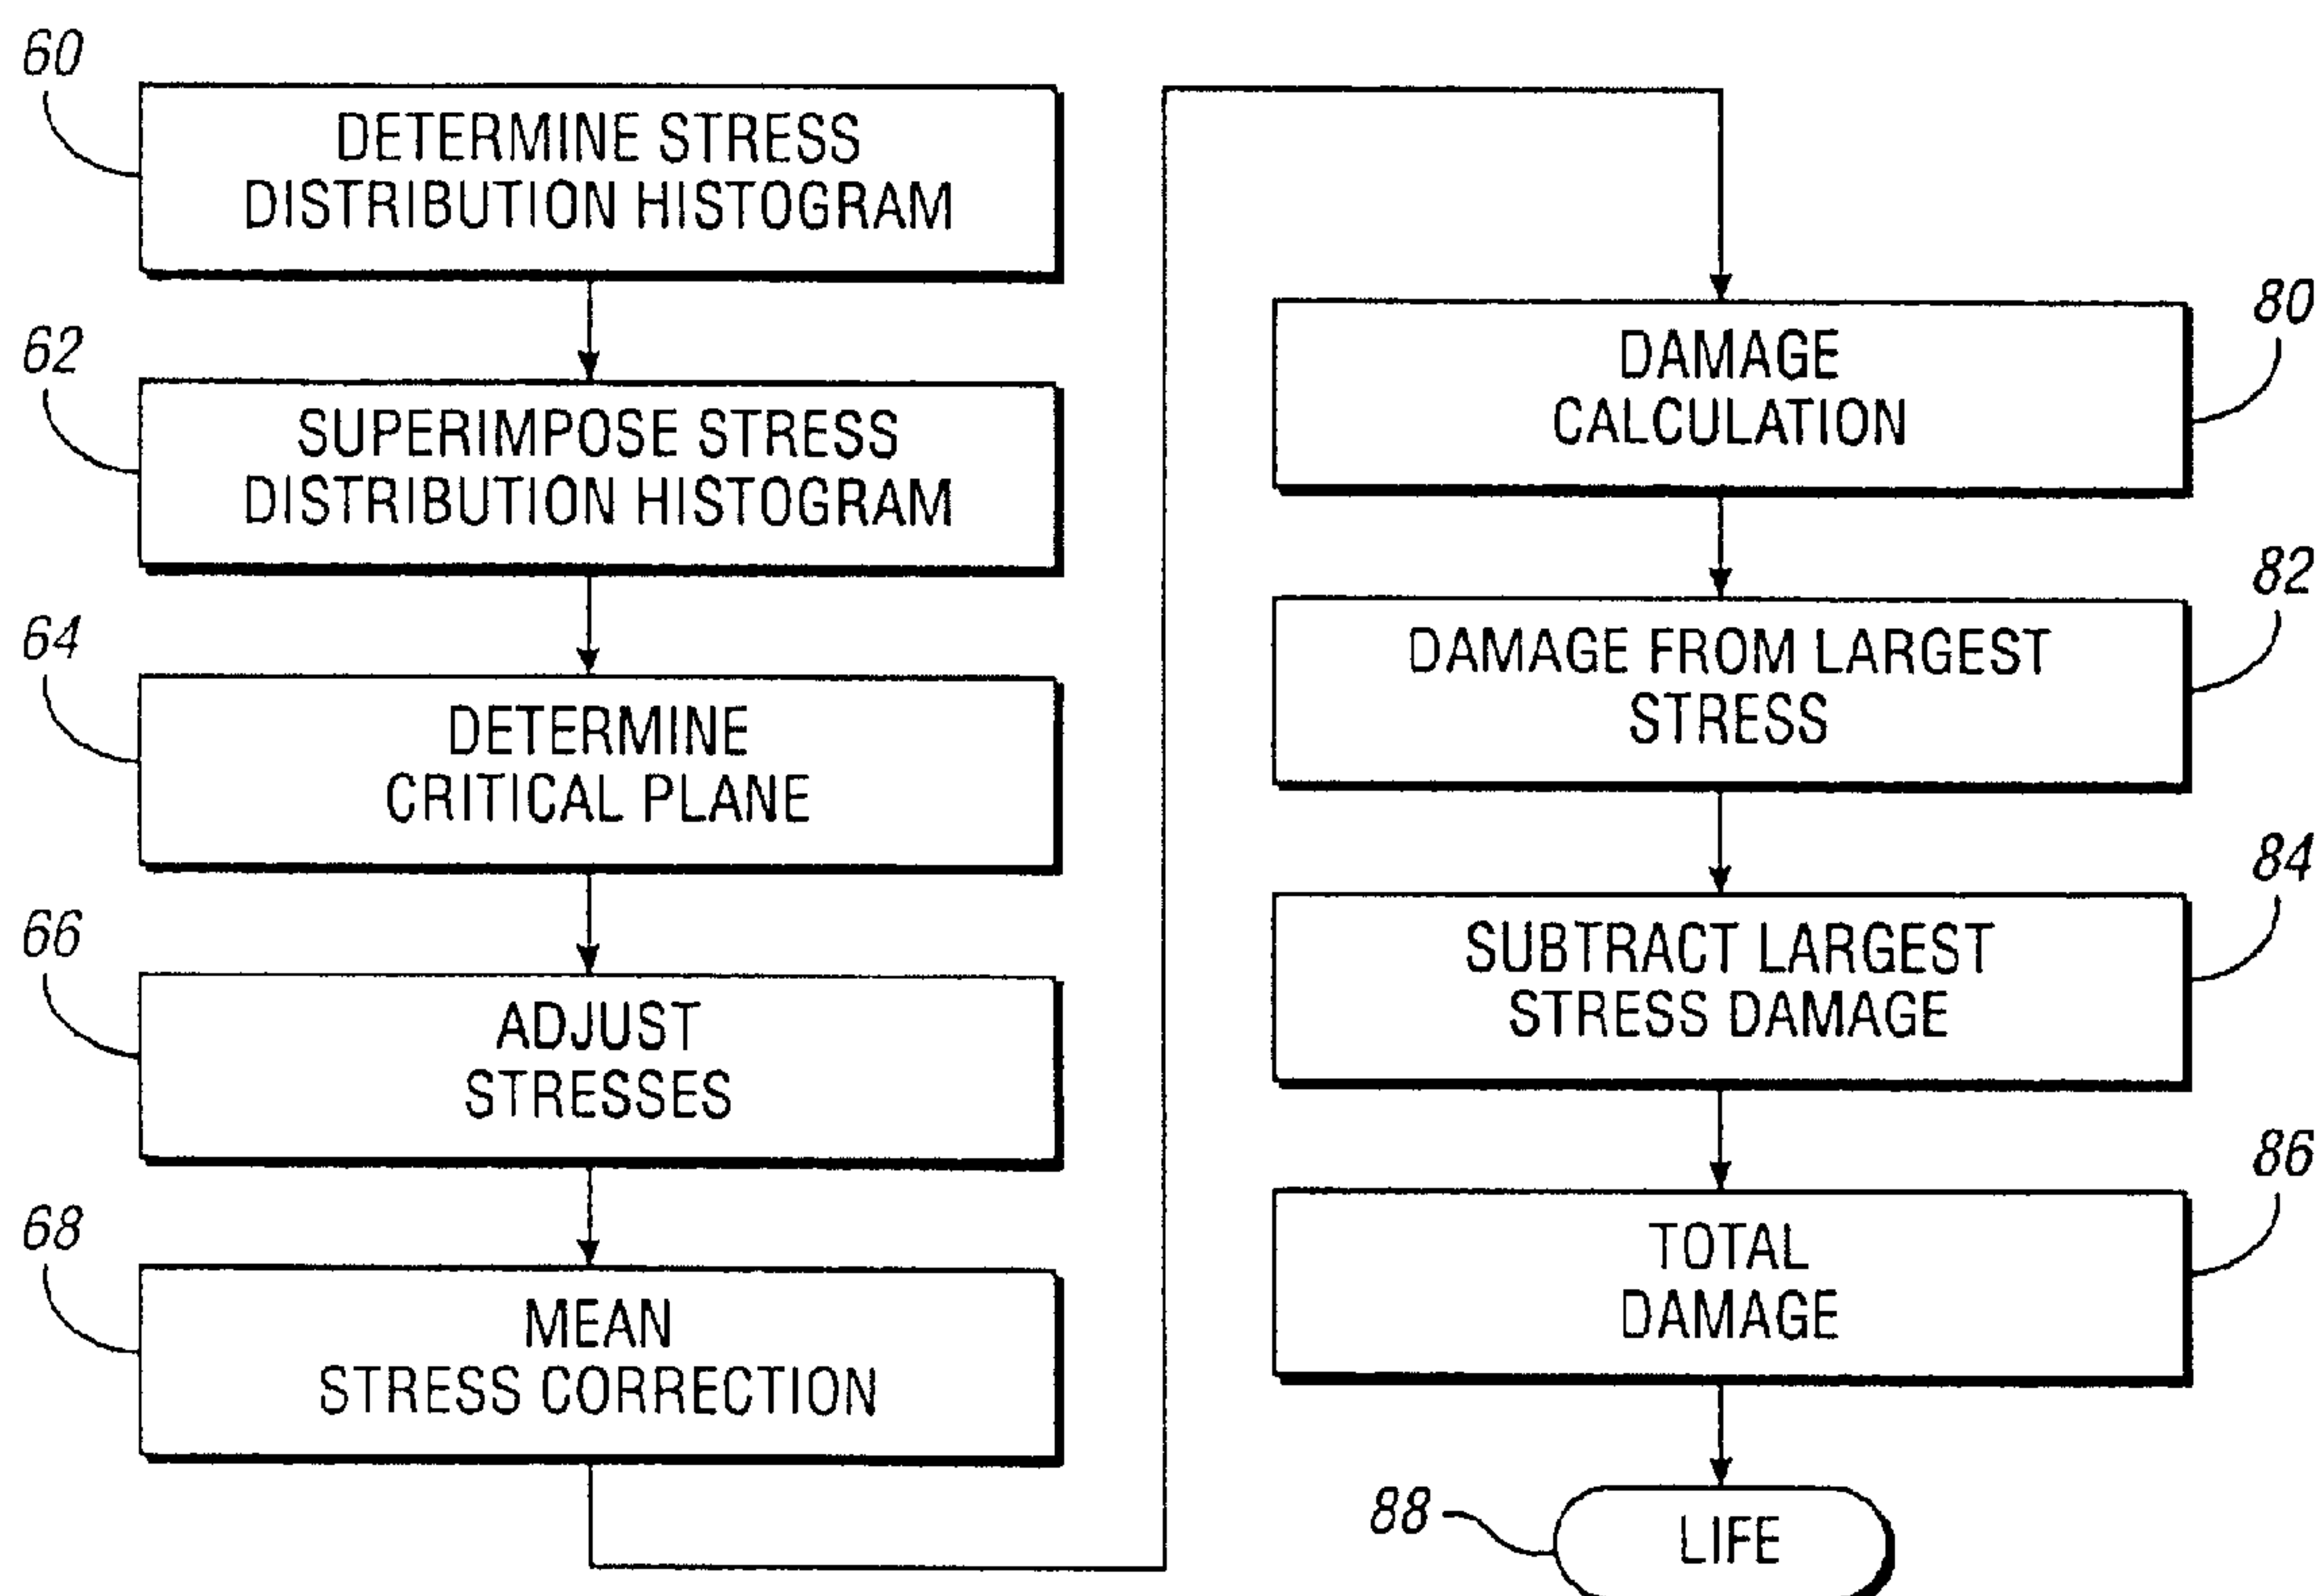 60
DETERMINE STRESS
DISTRIBUTION HISTOGRAM
62
SUPERIMPOSE STRESS
DISTRIBUTION HISTOGRAM
64
DETERMINE
CRITICAL PLANE
66
ADJUST
STRESSES
68
MEAN
STRESS CORRECTION
80
DAMAGE
CALCULATION
82
DAMAGE FROM LARGEST
STRESS
84
SUBTRACT LARGEST
STRESS DAMAGE
86
TOTAL
DAMAGE
88
LIFE